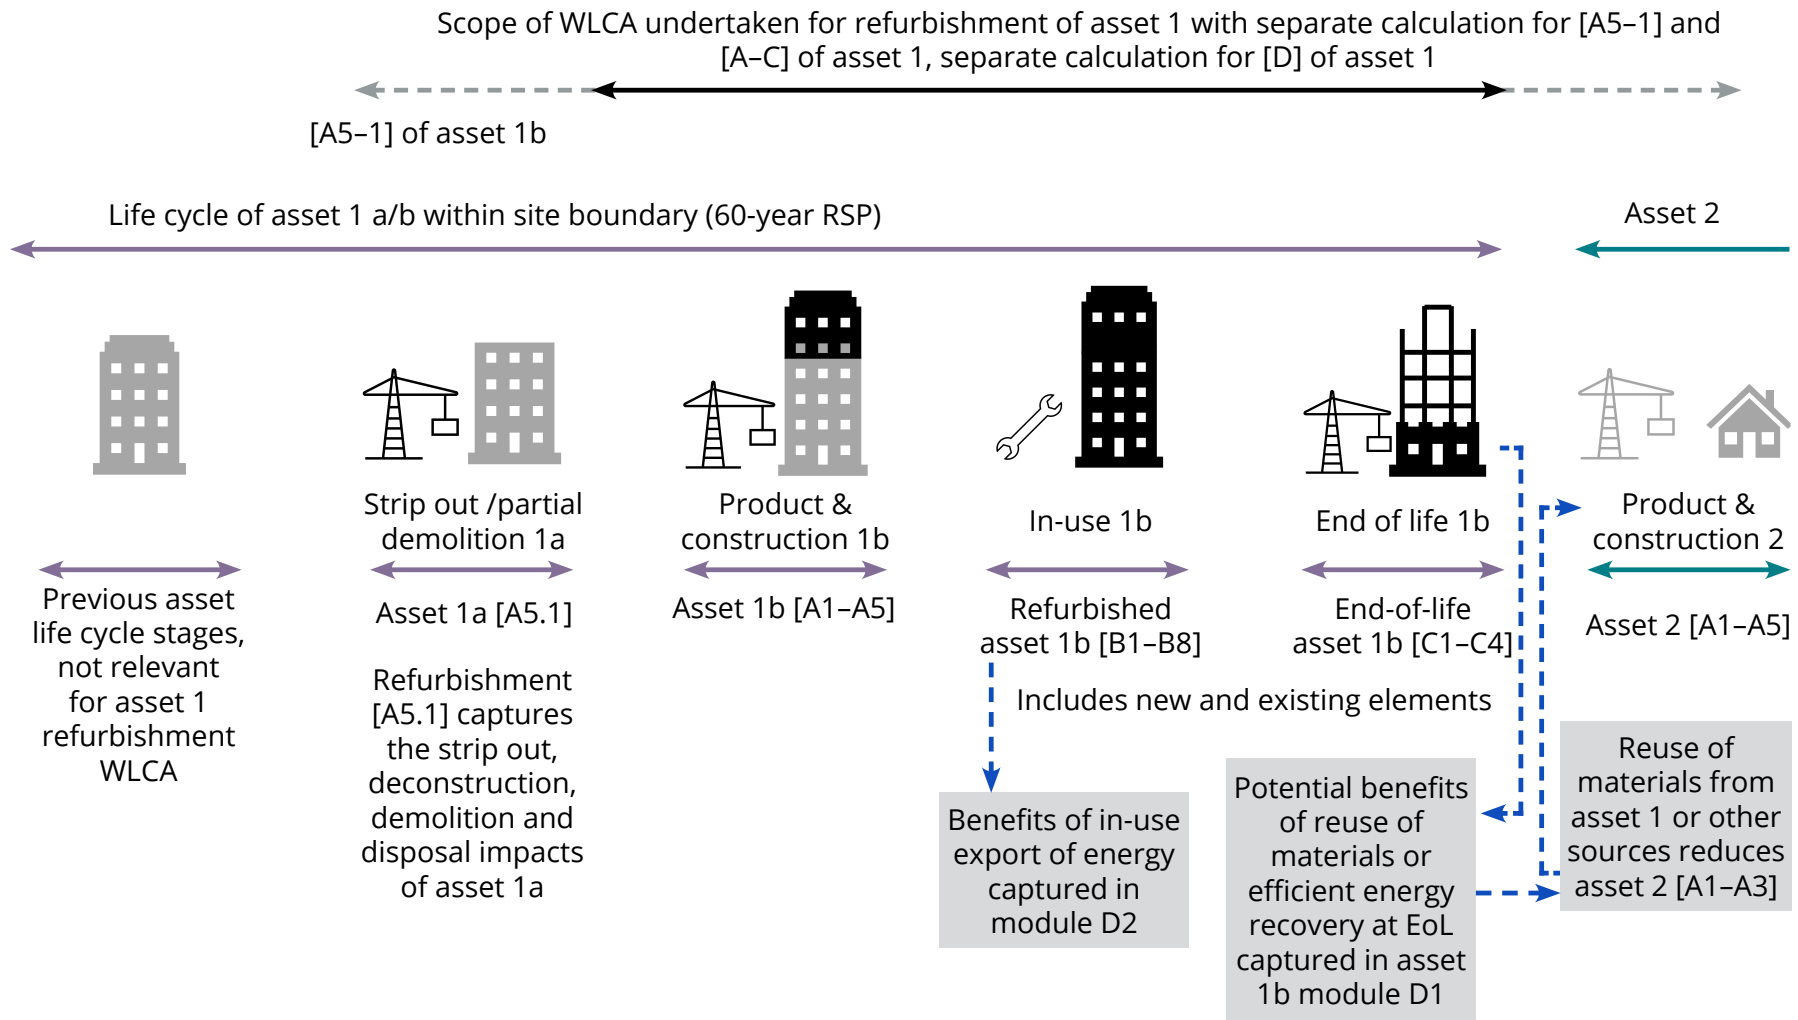 Scope of WLCA undertaken for refurbishment of asset 1 with separate calculation for [A5–1] and
[A–C] of asset 1, separate calculation for [D] of asset 1
[A5–1] of asset 1b
Life cycle of asset 1 a/b within site boundary (60-year RSP)
Asset 2
Previous asset
life cycle stages,
not relevant
for asset 1
refurbishment
WLCA
Strip out /partial
demolition 1a
Asset 1a [A5.1]
Refurbishment
[A5.1] captures
the strip out,
deconstruction,
demolition and
disposal impacts
of asset 1a
Product &
construction 1b
Asset 1b [A1–A5]
In-use 1b
Refurbished
asset 1b [B1–B8]
End of life 1b
End-of-life
asset 1b [C1–C4]
Includes new and existing elements
Benefits of in-use
export of energy
captured in
module D2
Potential benefits
of reuse of
materials or
efficient energy
recovery at EoL
captured in asset
1b module D1
Product &
construction 2
Asset 2 [A1–A5]
Reuse of
materials from
asset 1 or other
sources reduces
asset 2 [A1–A3]